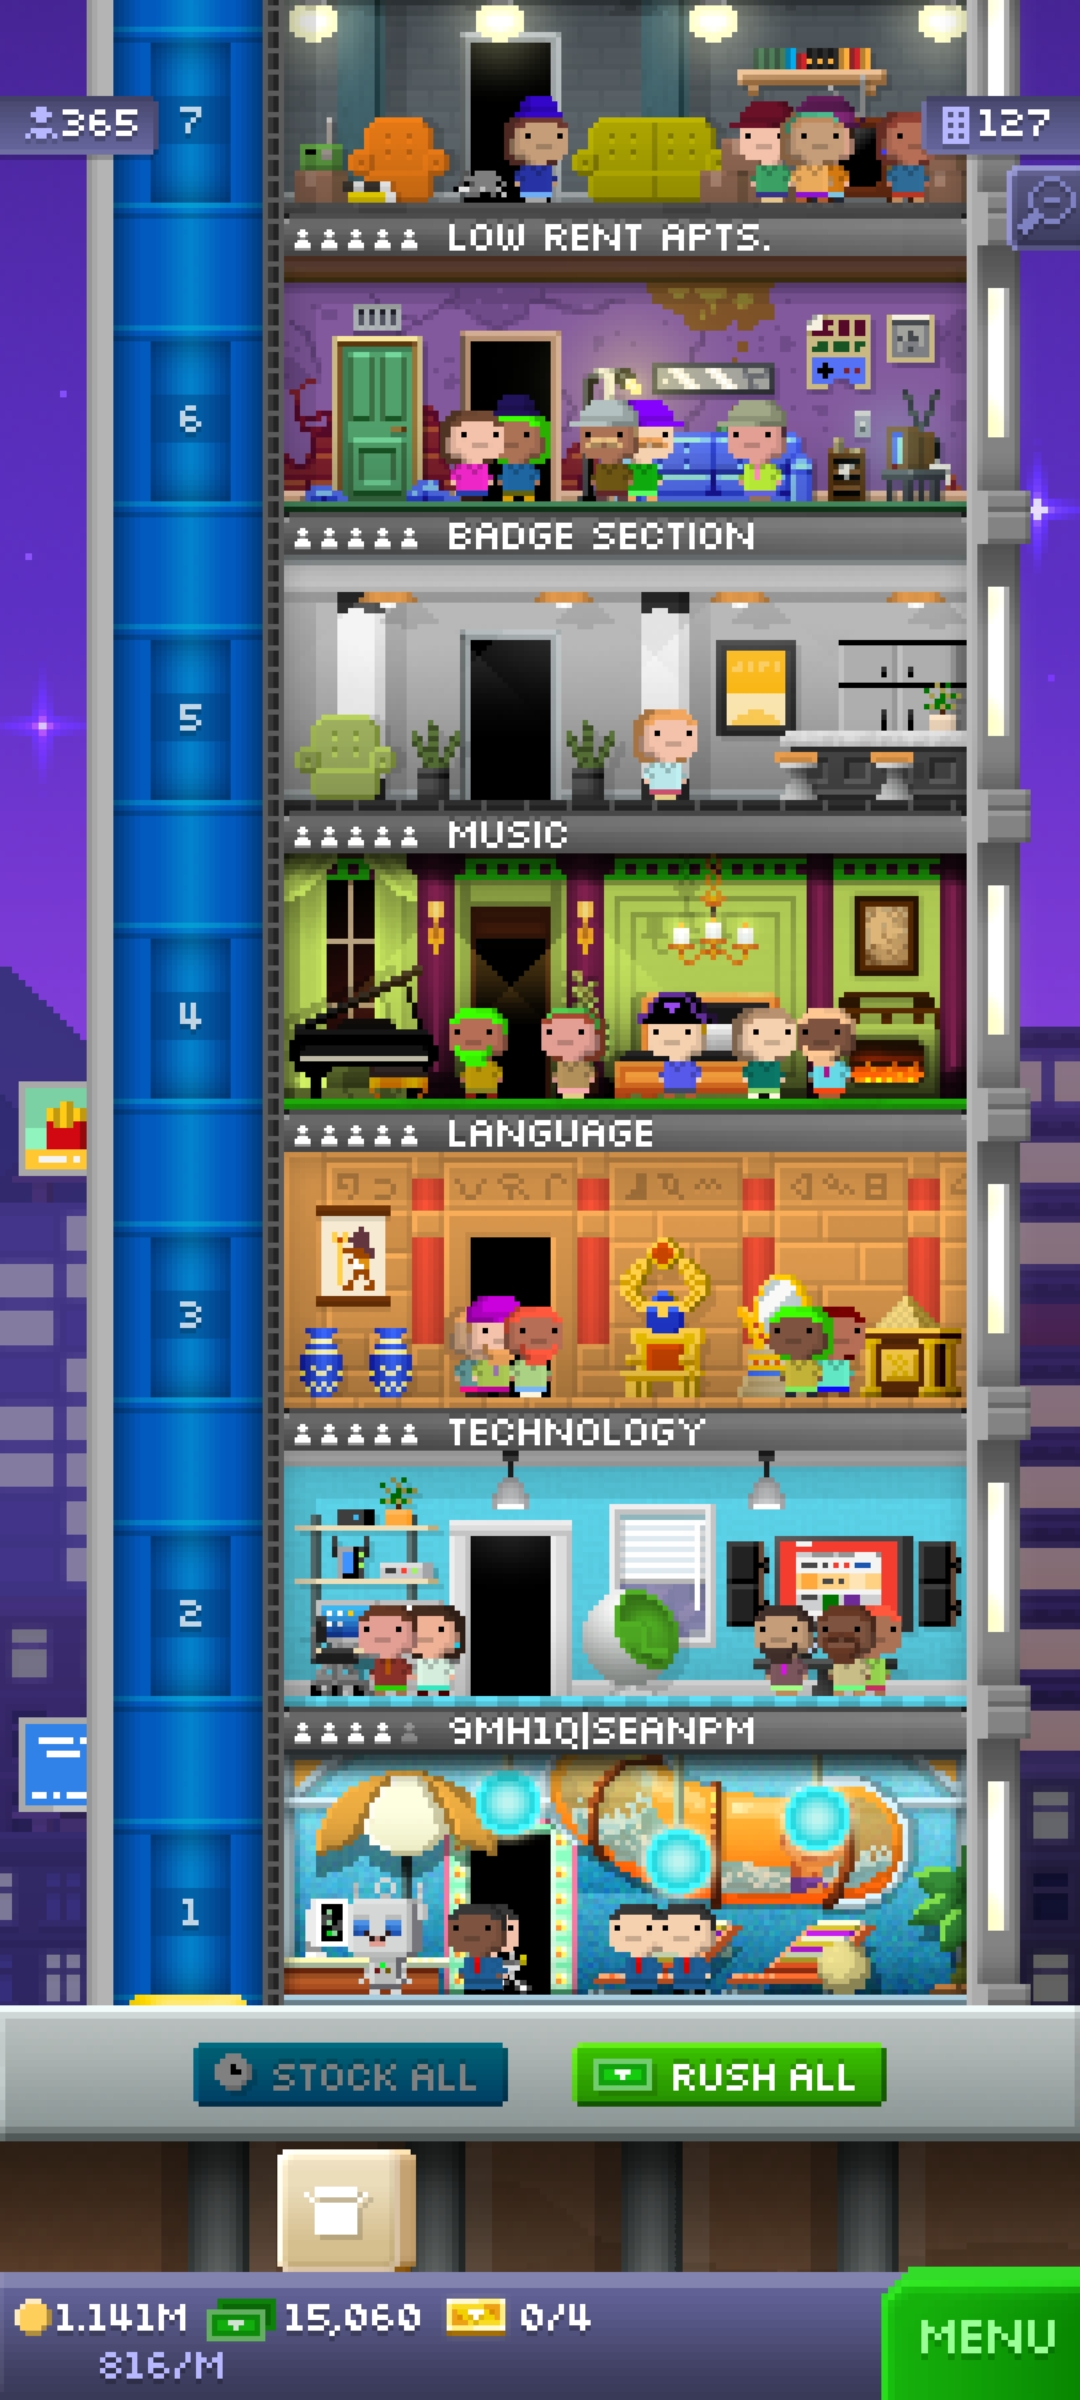 365
7
127
LOW RENT APTS.
6
BADGE SECTION
5
MUSIC
4
LANGUAGE
3
TECHNOLOGY
2
9MH1Q|SEANPM
1
STOCK ALL
RUSH ALL
1.141M
15,060
0/4
816/M
MENU